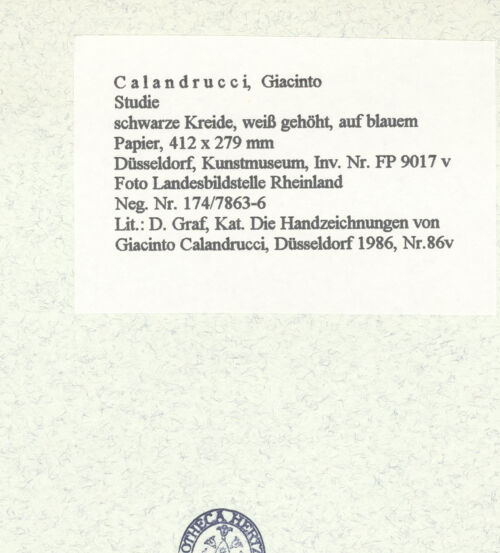 Calandrucci, Giacinto
Studie
schwarze Kreide, weiß gehöht, auf blauem
Papier, 412 x 279 mm
Düsseldorf, Kunstmuseum, Inv. Nr. FP 9017 v
Foto Landesbildstelle Rheinland
Neg. Nr. 174/7863-6
Lit.: D. Graf, Kat. Die Handzeichnungen von
Giacinto Calandrucci, Düsseldorf 1986, Nr.86v